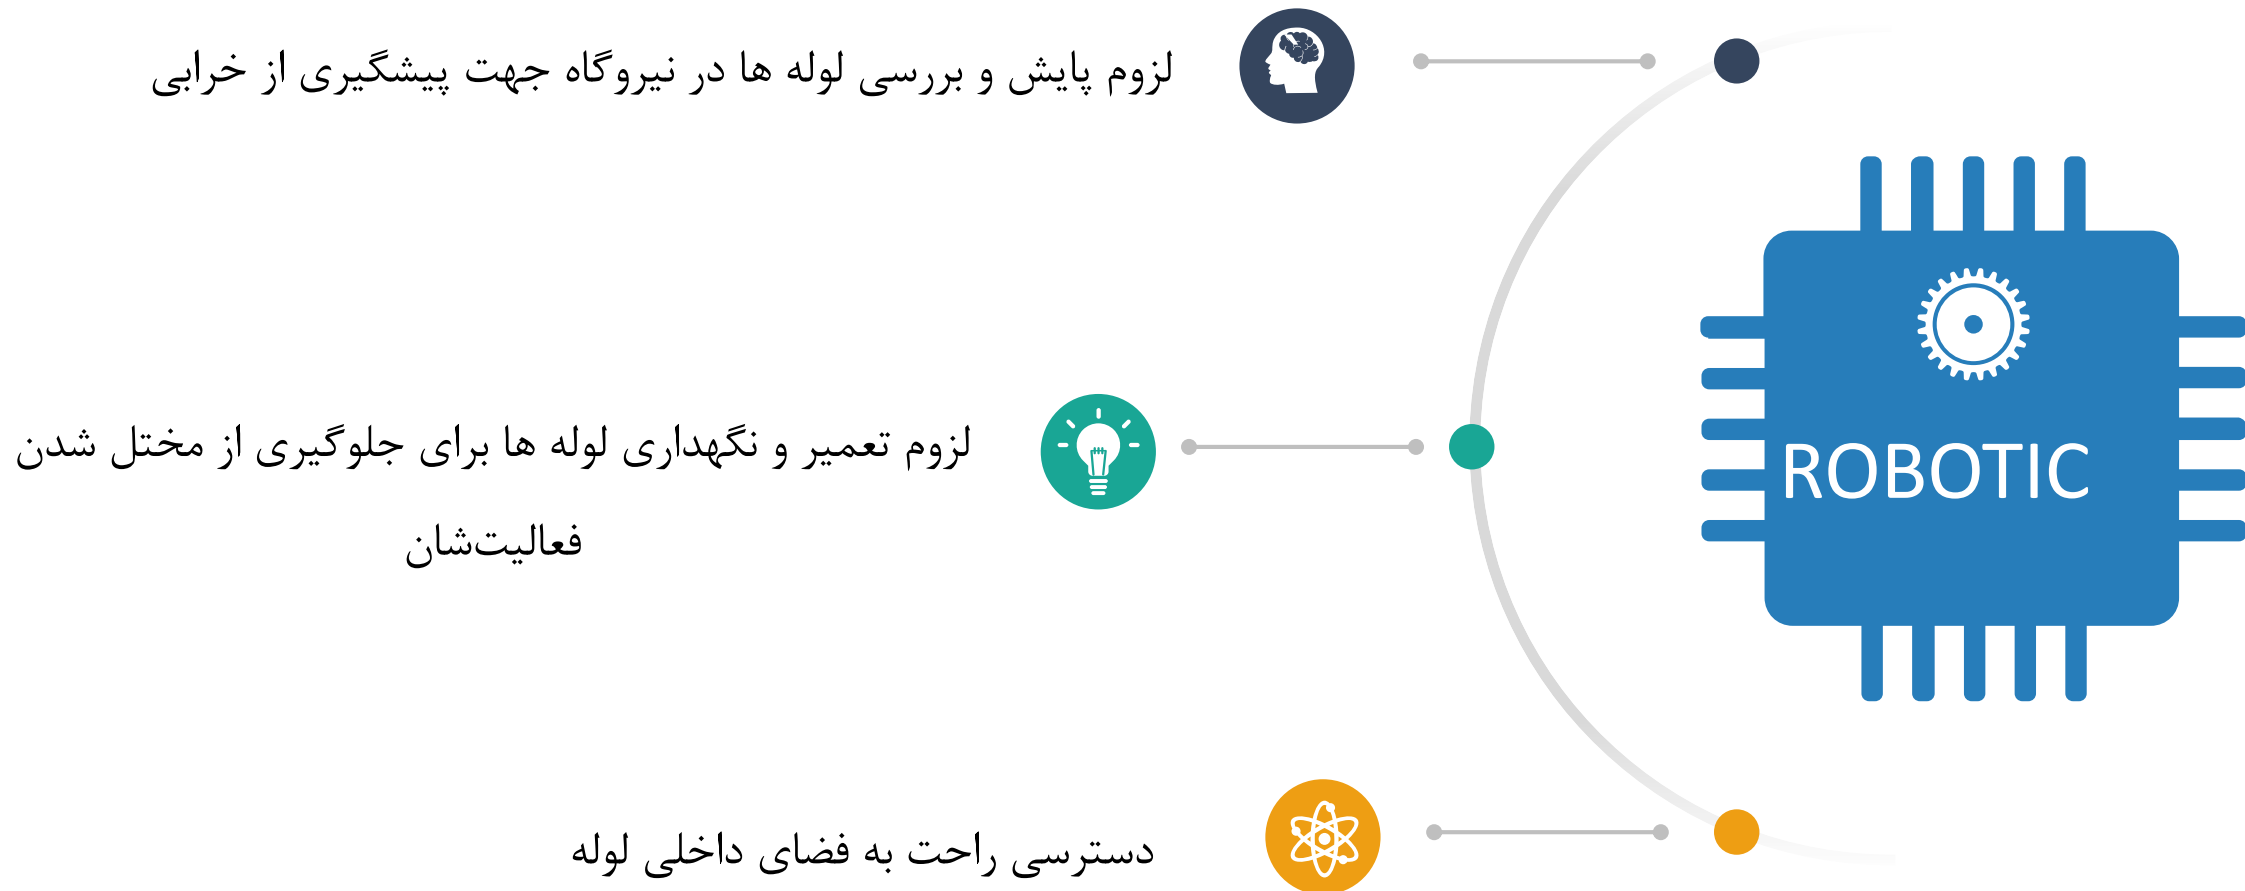 لزوم پایش و بررسی لوله ها در نیروگاه جهت پیشگیری از خرابی
لزوم تعمیر و نگهداری لوله ها برای جلوگیری از مختل شدن
فعالیت‌شان
ROBOTIC
دسترسی راحت به فضای داخلی لوله